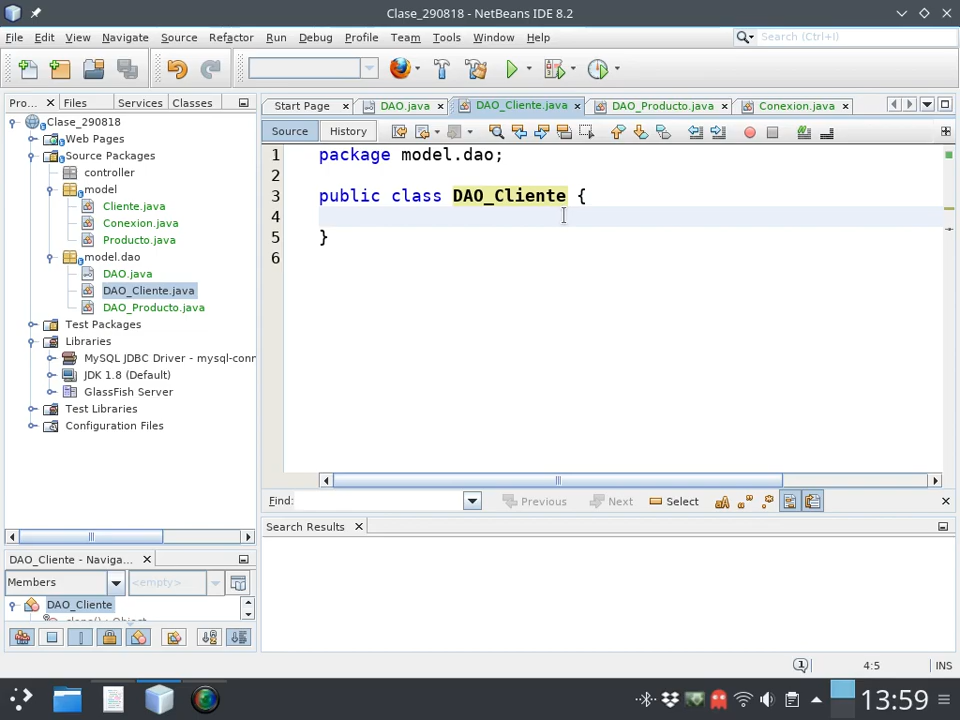 Clase_290818 - NetBeans IDE 8.2
File Edit View Navigate Source Refactor Run Debug Profile Team Tools Window Help
Search (Ctrl+I)
Pro... Files Services Classes
Start Page DAO.java DAO_Cliente.java DAO_Producto.java Conexion.java
Source History
Clase_290818
Web Pages
Source Packages
controller
model
Cliente.java
Conexion.java
Producto.java
model.dao
DAO.java
DAO_Cliente.java
DAO_Producto.java
Test Packages
Libraries
MySQL JDBC Driver - mysql-conn
JDK 1.8 (Default)
GlassFish Server
Test Libraries
Configuration Files
1 package model.dao;
2
3 public class DAO_Cliente {
4
5 }
6
Find: Previous Next Select
Search Results
DAO_Cliente - Naviga...
Members <empty>
DAO_Cliente
1 4:5 INS
13:59